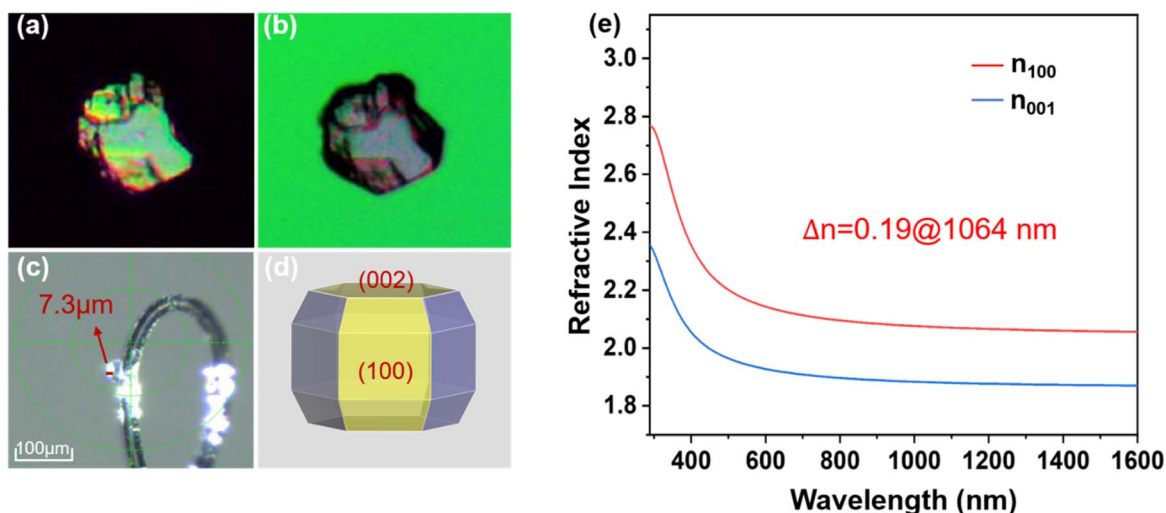 (a)
(b)
(c)
7.3μm
100μm
(d)
(002)
(100)
(e)
n100
n001
Δn=0.19@1064 nm
Refractive Index
3.0
2.8
2.6
2.4
2.2
2.0
1.8
400 600 800 1000 1200 1400 1600
Wavelength (nm)